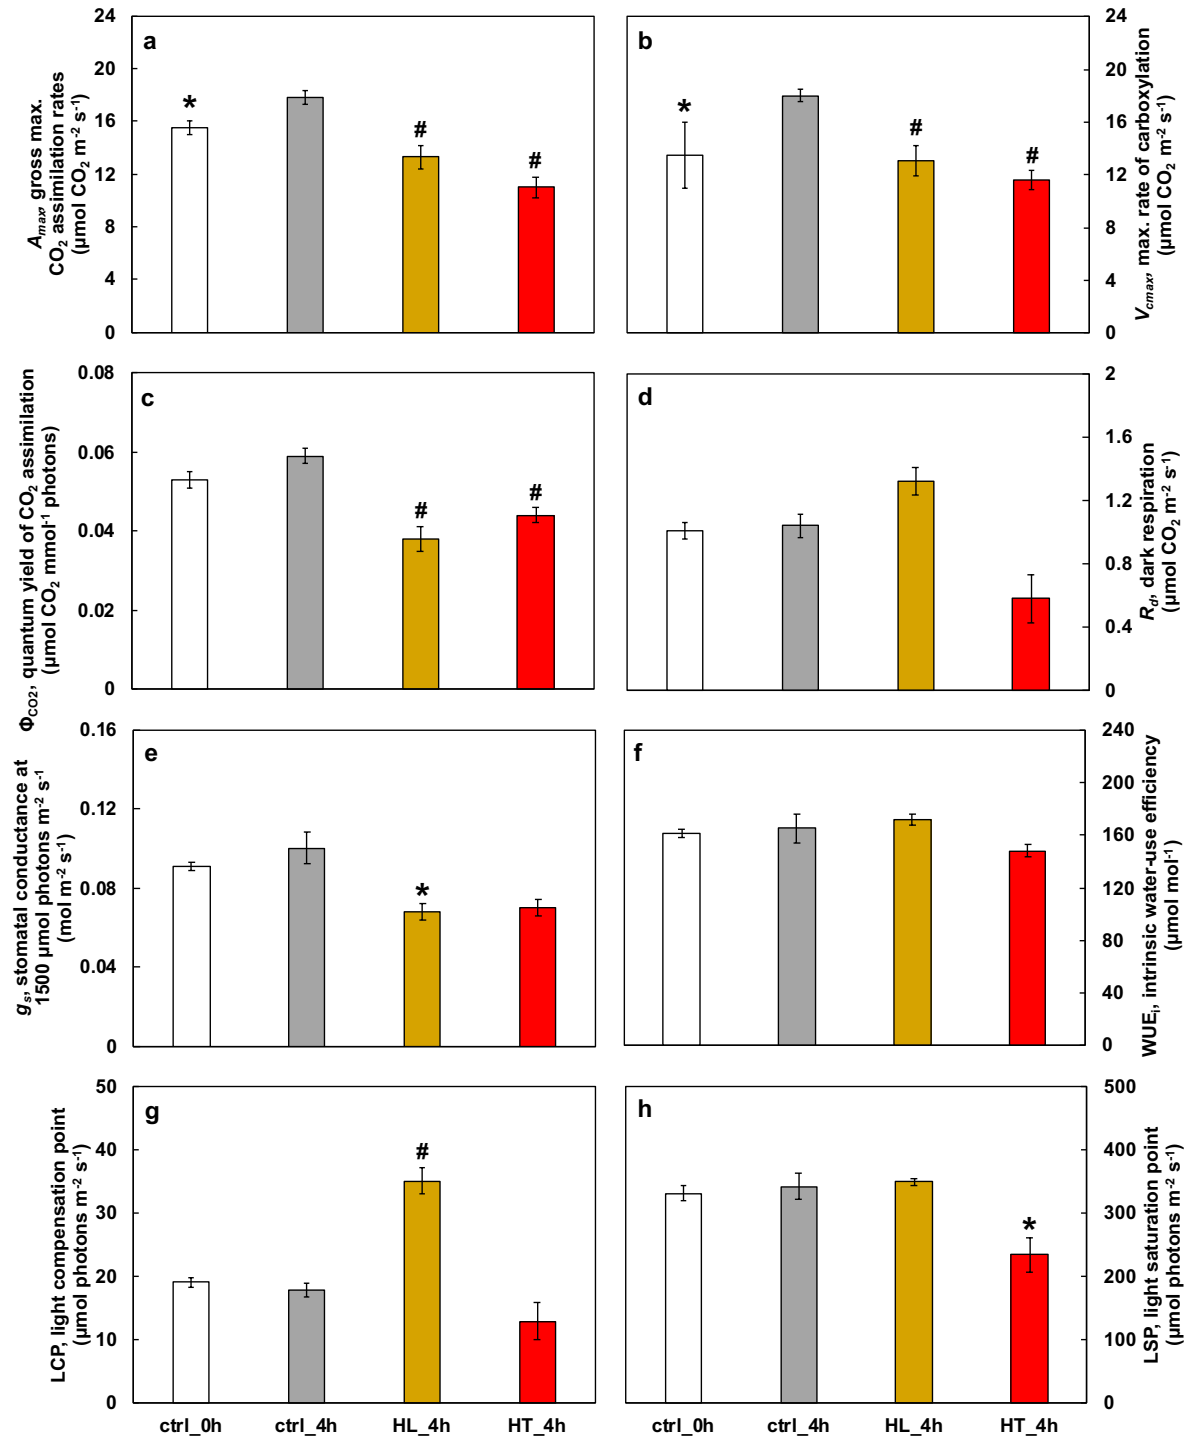 A_max, gross max.
CO₂ assimilation rates
(µmol CO₂ m⁻² s⁻¹)
24
20
16
12
8
4
0
a
*
#
#
b
*
#
#
24
20
16
12
8
4
0
V_cmax, max. rate of carboxylation
(µmol CO₂ m⁻² s⁻¹)
Φ_CO2, quantum yield of CO₂ assimilation
(µmol CO₂ mmol⁻¹ photons)
0.08
0.06
0.04
0.02
0
c
#
#
d
2
1.6
1.2
0.8
0.4
0
R_d, dark respiration
(µmol CO₂ m⁻² s⁻¹)
g_s, stomatal conductance at
1500 µmol photons m⁻² s⁻¹
(mol m⁻² s⁻¹)
0.16
0.12
0.08
0.04
0
e
*
f
240
200
160
120
80
40
0
WUE_i, intrinsic water-use efficiency
(µmol mol⁻¹)
LCP, light compensation point
(µmol photons m⁻² s⁻¹)
50
40
30
20
10
0
g
#
h
*
500
400
300
200
100
0
LSP, light saturation point
(µmol photons m⁻² s⁻¹)
ctrl_0h ctrl_4h HL_4h HT_4h
ctrl_0h ctrl_4h HL_4h HT_4h